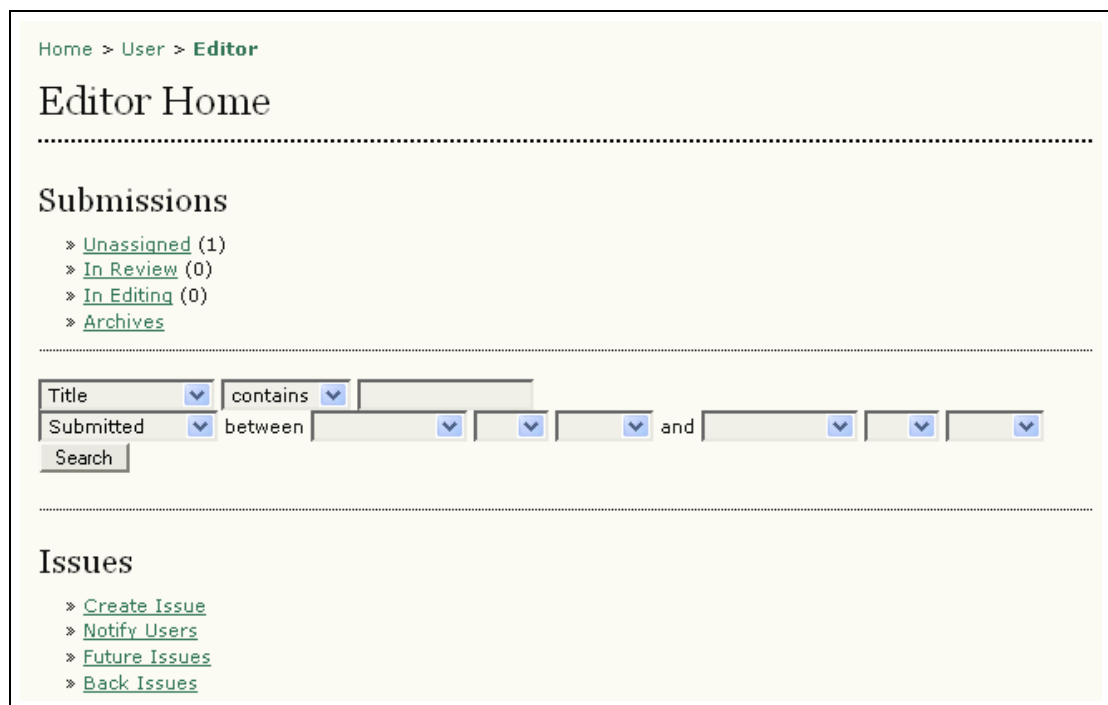 Home > User > Editor
Editor Home
Submissions
» Unassigned (1)
» In Review (0)
» In Editing (0)
» Archives
Title contains
Submitted between and
Search
Issues
» Create Issue
» Notify Users
» Future Issues
» Back Issues